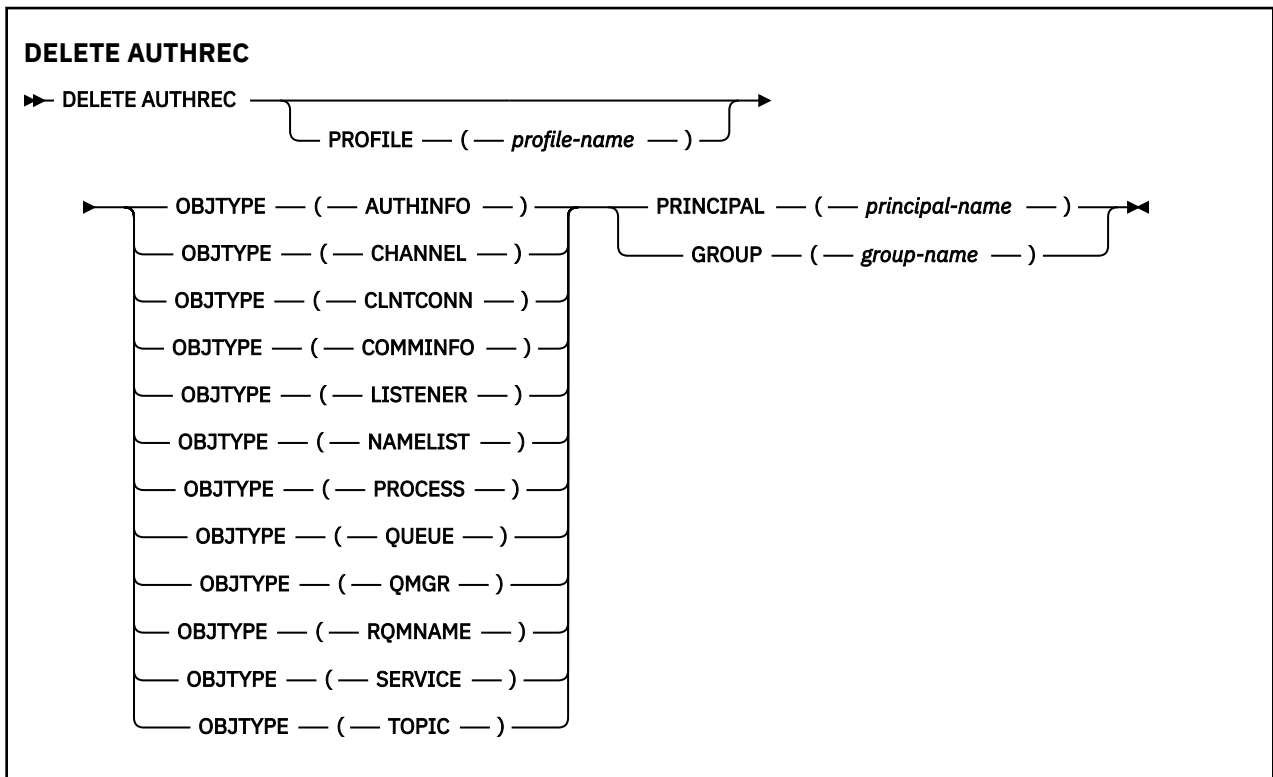 DELETE AUTHREC
DELETE AUTHREC
PROFILE ( profile-name )
OBJTYPE ( AUTHINFO ) PRINCIPAL ( principal-name )
OBJTYPE ( CHANNEL ) GROUP ( group-name )
OBJTYPE ( CLNTCONN )
OBJTYPE ( COMMINFO )
OBJTYPE ( LISTENER )
OBJTYPE ( NAMELIST )
OBJTYPE ( PROCESS )
OBJTYPE ( QUEUE )
OBJTYPE ( QMGR )
OBJTYPE ( RQMNAME )
OBJTYPE ( SERVICE )
OBJTYPE ( TOPIC )